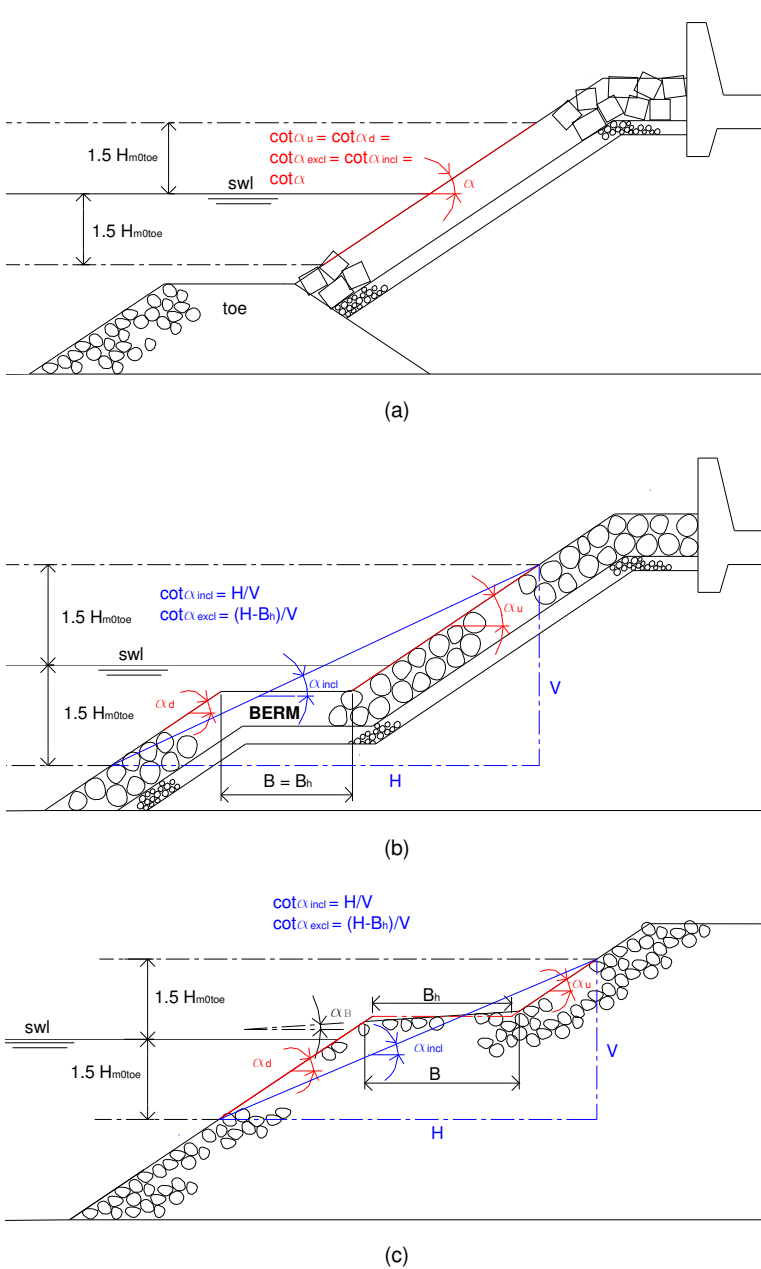 cotαu = cotαd =
cotαexcl = cotαincl =
cotα
1.5 Hm0toe
swl
α
1.5 Hm0toe
toe
(a)
cotαincl = H/V
cotαexcl = (H-Bh)/V
1.5 Hm0toe
αu
swl
αincl
V
1.5 Hm0toe
αd
BERM
B = Bh
H
(b)
cotαincl = H/V
cotαexcl = (H-Bh)/V
1.5 Hm0toe
Bh
αu
αB
swl
αincl
V
αd
1.5 Hm0toe
B
H
(c)